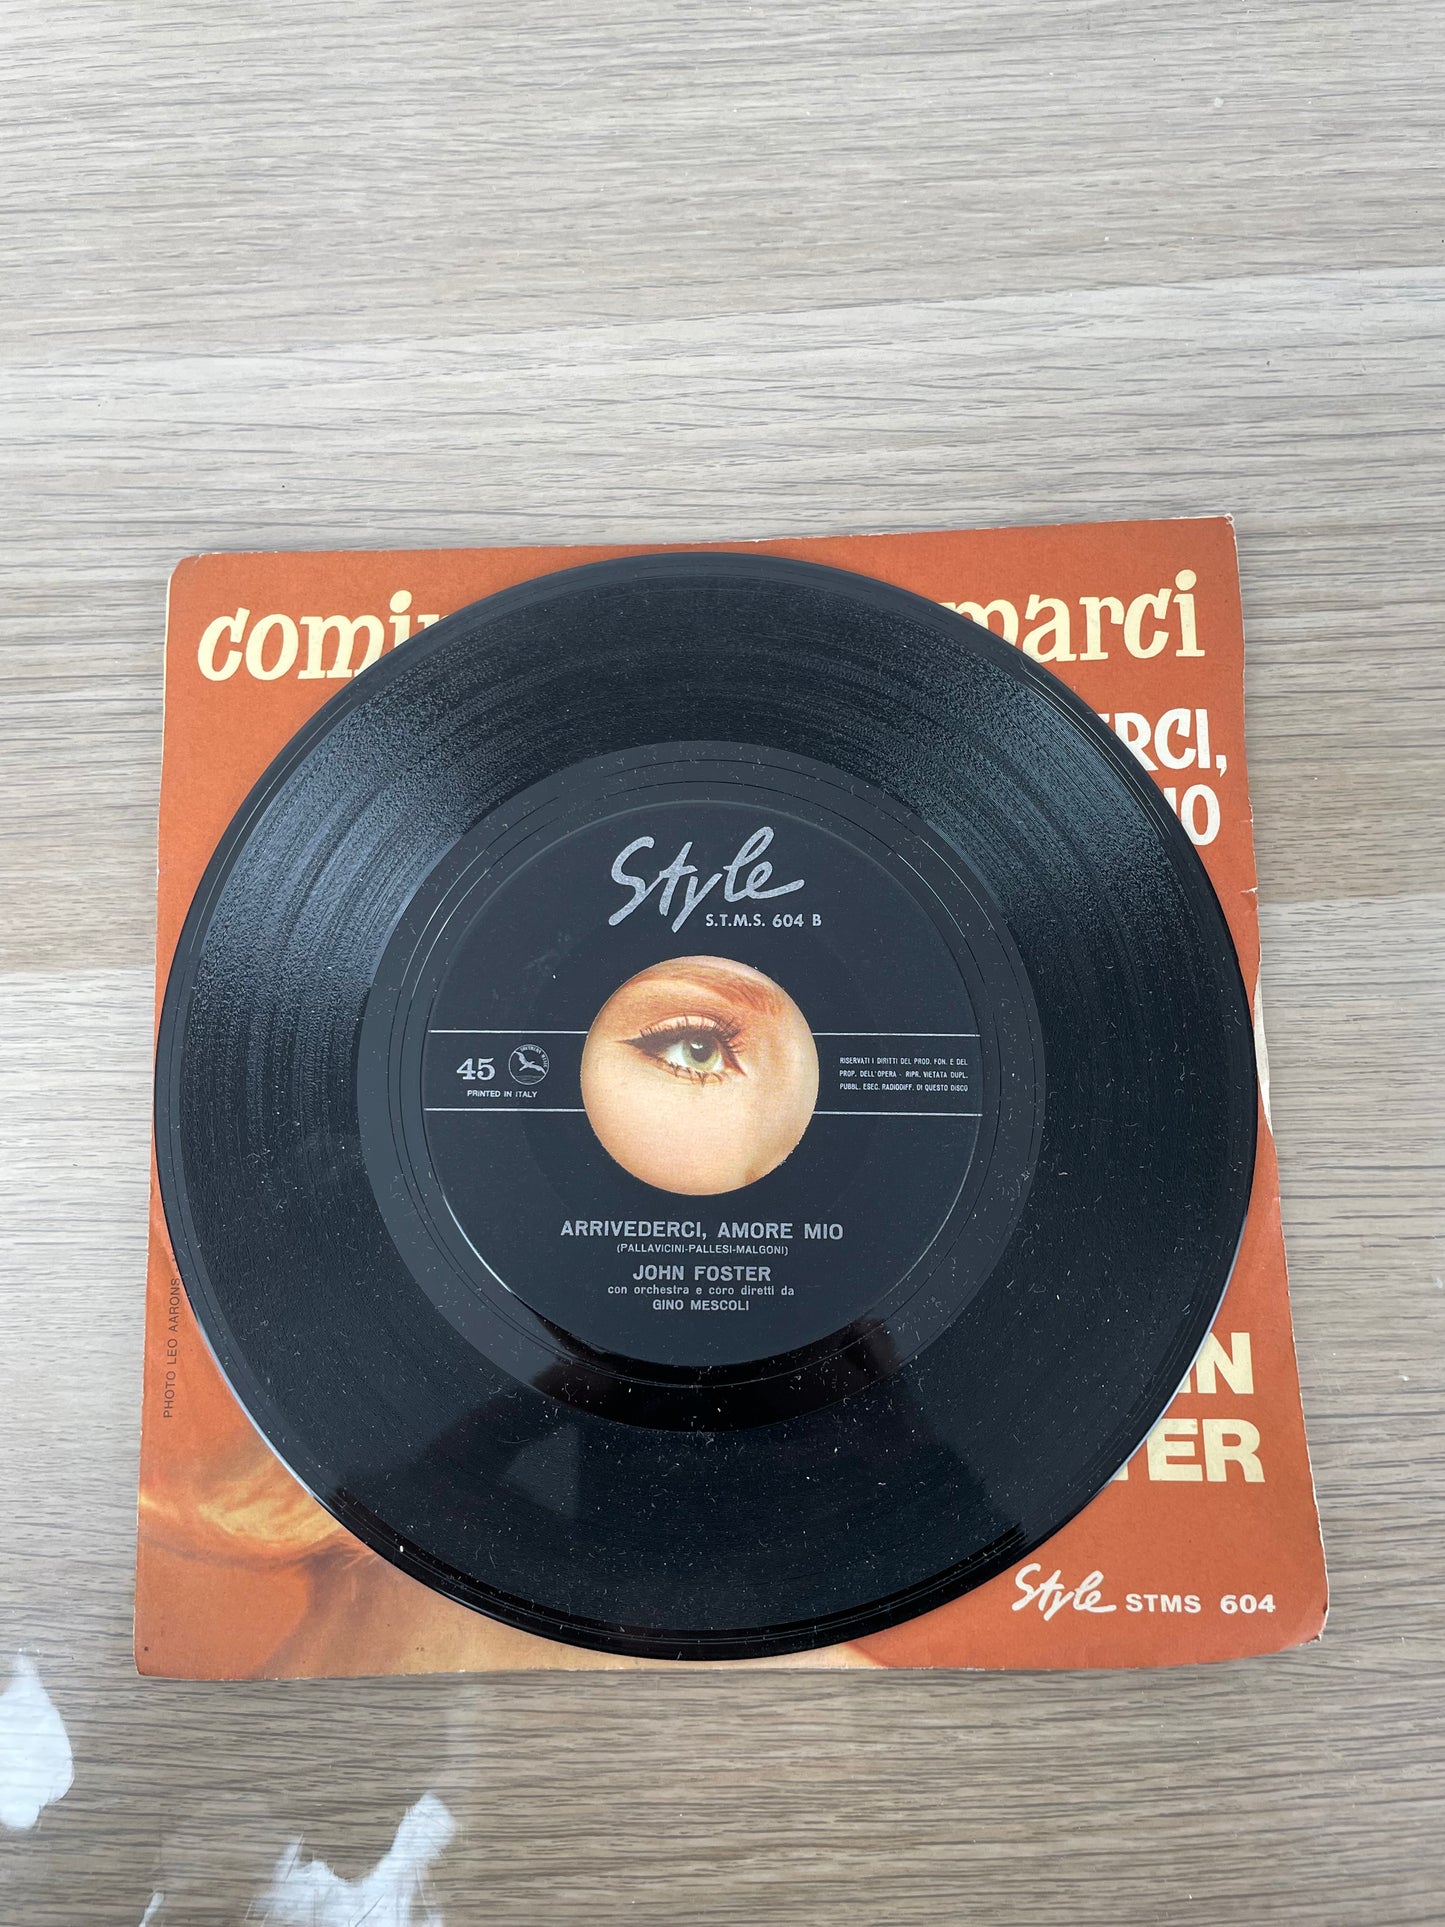 comi
marci
ERCI,
IO
Style
S.T.M.S. 604 B
45
PRINTED IN ITALY
RISERVATI I DIRITTI DEL PROD. FON. E DEL
PROP. DELL'OPERA - RIPR. VIETATA DUPL.
PUBBL. ESEC. RADIODIFF. DI QUESTO DISCO
ARRIVEDERCI, AMORE MIO
(PALLAVICINI-PALLESI-MALGONI)
JOHN FOSTER
con orchestra e coro diretti da
GINO MESCOLI
PHOTO LEO AARONS
IN
TER
Style STMS 604